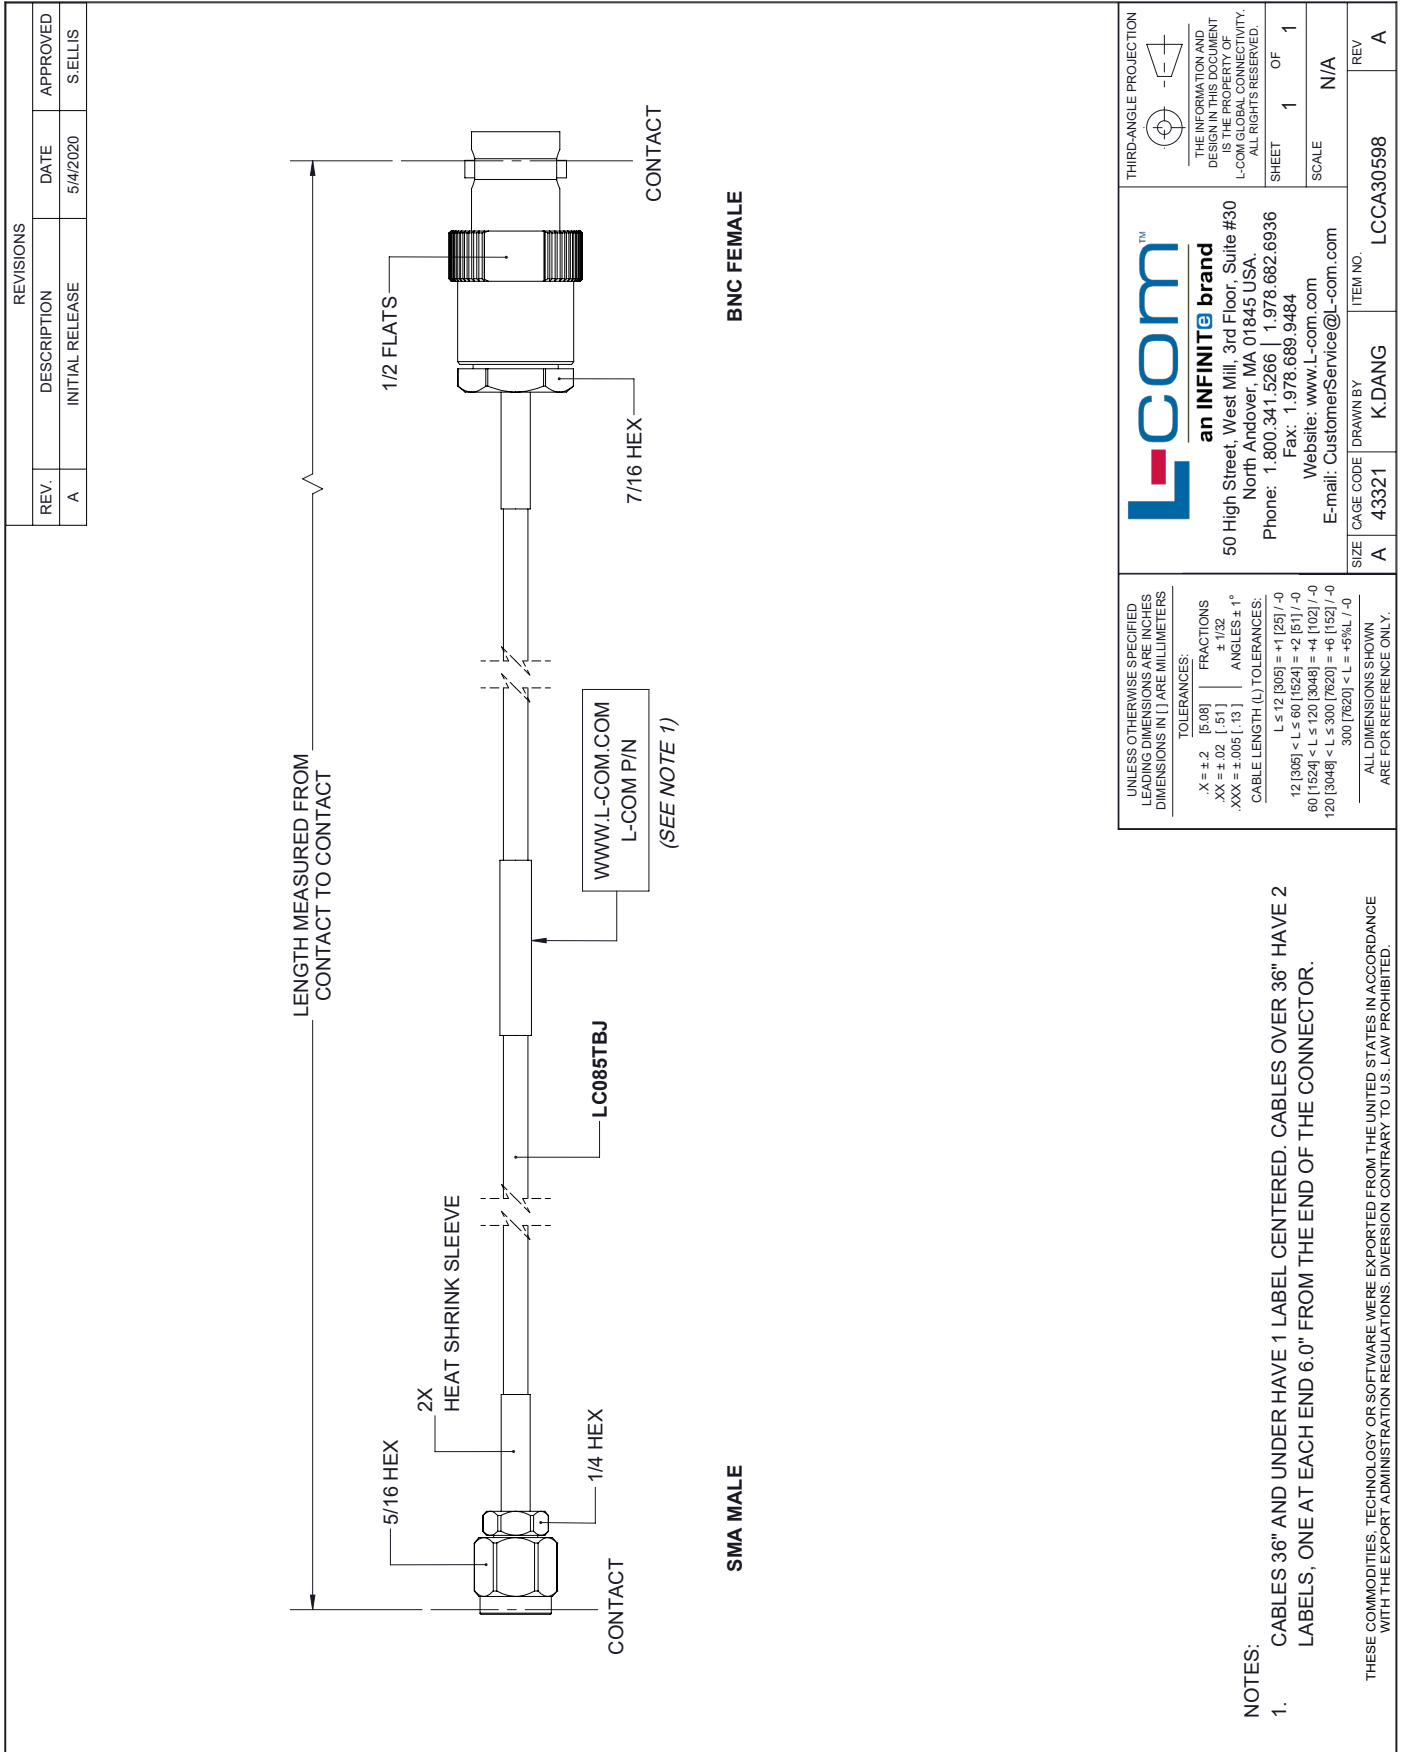 REVISIONS
REV.
DESCRIPTION
DATE
APPROVED
A
INITIAL RELEASE
5/4/2020
S.ELLIS
LENGTH MEASURED FROM
CONTACT TO CONTACT
5/16 HEX
2X
HEAT SHRINK SLEEVE
1/2 FLATS
1/4 HEX
LC085TBJ
WWW.L-COM.COM
L-COM P/N
(SEE NOTE 1)
7/16 HEX
CONTACT
CONTACT
SMA MALE
BNC FEMALE
NOTES:
1. CABLES 36" AND UNDER HAVE 1 LABEL CENTERED. CABLES OVER 36" HAVE 2
LABELS, ONE AT EACH END 6.0" FROM THE END OF THE CONNECTOR.
THESE COMMODITIES, TECHNOLOGY OR SOFTWARE WERE EXPORTED FROM THE UNITED STATES IN ACCORDANCE
WITH THE EXPORT ADMINISTRATION REGULATIONS. DIVERSION CONTRARY TO U.S. LAW PROHIBITED.
UNLESS OTHERWISE SPECIFIED
LEADING DIMENSIONS ARE INCHES
DIMENSIONS IN [ ] ARE MILLIMETERS
TOLERANCES:
.X = ± .2 [5.08]
FRACTIONS
.XX = ± .02 [ .51 ]
± 1/32
.XXX = ± .005 [ .13 ]
ANGLES ± 1°
CABLE LENGTH (L) TOLERANCES:
L ≤ 12 [305] = +1 [25] / -0
12 [305] < L ≤ 60 [1524] = +2 [51] / -0
60 [1524] < L ≤ 120 [3048] = +4 [102] / -0
120 [3048] < L ≤ 300 [7620] = +6 [152] / -0
300 [7620] < L = +5%L / -0
ALL DIMENSIONS SHOWN
ARE FOR REFERENCE ONLY.
L-com™
an INFINITe brand
50 High Street, West Mill, 3rd Floor, Suite #30
North Andover, MA 01845 USA.
Phone: 1.800.341.5266 | 1.978.682.6936
Fax: 1.978.689.9484
Website: www.L-com.com
E-mail: CustomerService@L-com.com
THIRD-ANGLE PROJECTION
THE INFORMATION AND
DESIGN IN THIS DOCUMENT
IS THE PROPERTY OF
L-COM GLOBAL CONNECTIVITY.
ALL RIGHTS RESERVED.
SHEET
1
OF
1
SCALE
N/A
SIZE
A
CAGE CODE
43321
DRAWN BY
K.DANG
ITEM NO.
LCCA30598
REV
A